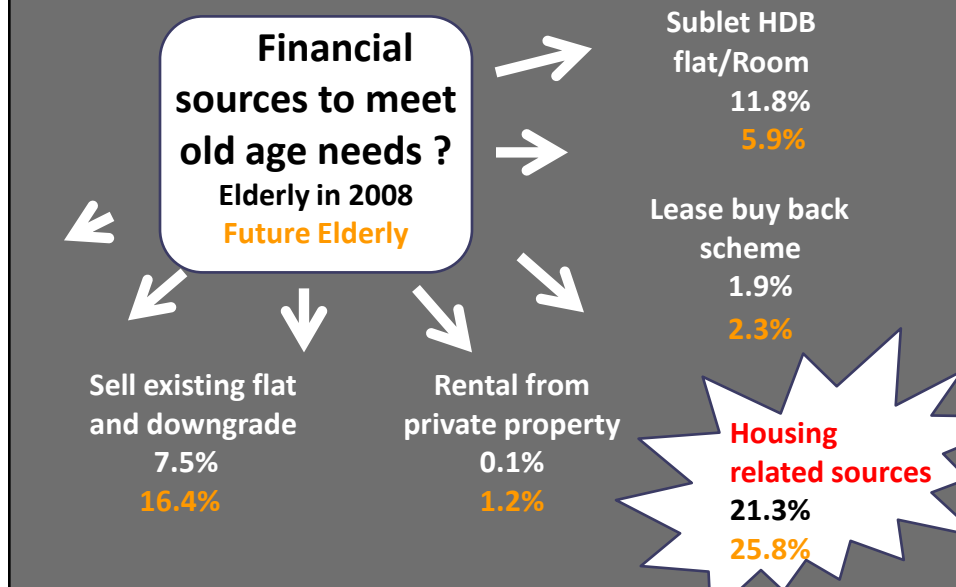 Financial
sources to meet
old age needs ?
Elderly in 2008
Future Elderly
Sublet HDB
flat/Room
11.8%
5.9%
Lease buy back
scheme
1.9%
2.3%
Sell existing flat
and downgrade
7.5%
16.4%
Rental from
private property
0.1%
1.2%
Housing
related sources
21.3%
25.8%